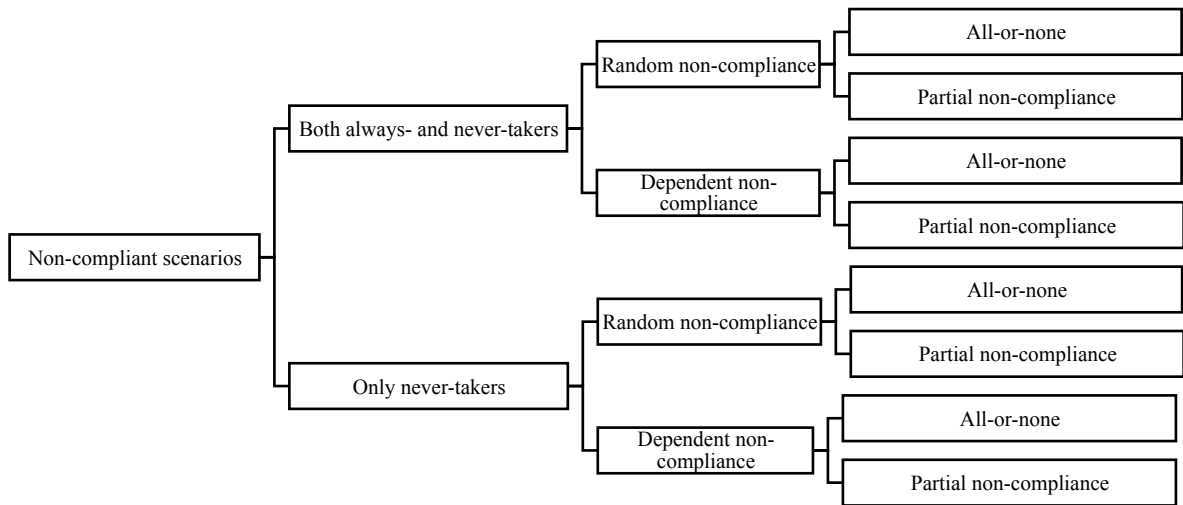 Non-compliant scenarios
Both always- and never-takers
Random non-compliance
All-or-none
Partial non-compliance
Dependent non-
compliance
All-or-none
Partial non-compliance
Only never-takers
Random non-compliance
All-or-none
Partial non-compliance
Dependent non-
compliance
All-or-none
Partial non-compliance